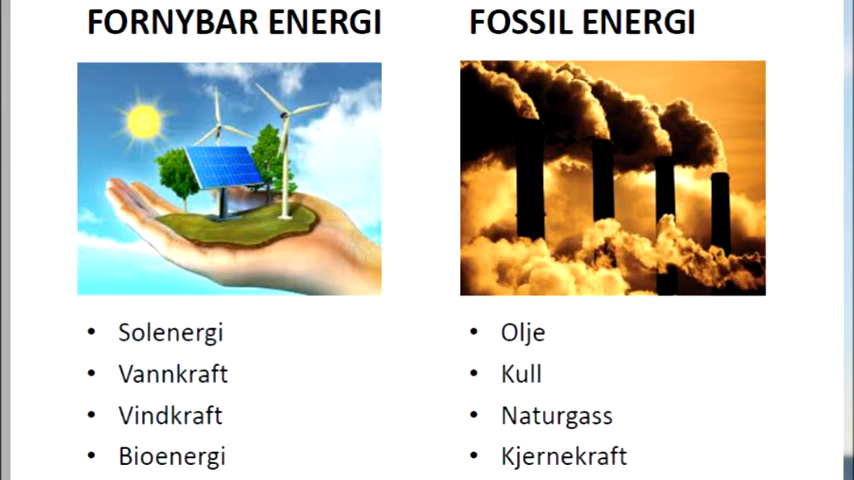 FORNYBAR ENERGI
• Solenergi
• Vannkraft
• Vindkraft
• Bioenergi
FOSSIL ENERGI
• Olje
• Kull
• Naturgass
• Kjernekraft